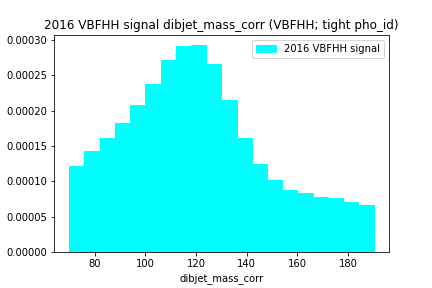 2016 VBFHH signal dibjet_mass_corr (VBFHH; tight pho_id)
2016 VBFHH signal
0.00030
0.00025
0.00020
0.00015
0.00010
0.00005
0.00000
80 100 120 140 160 180
dibjet_mass_corr